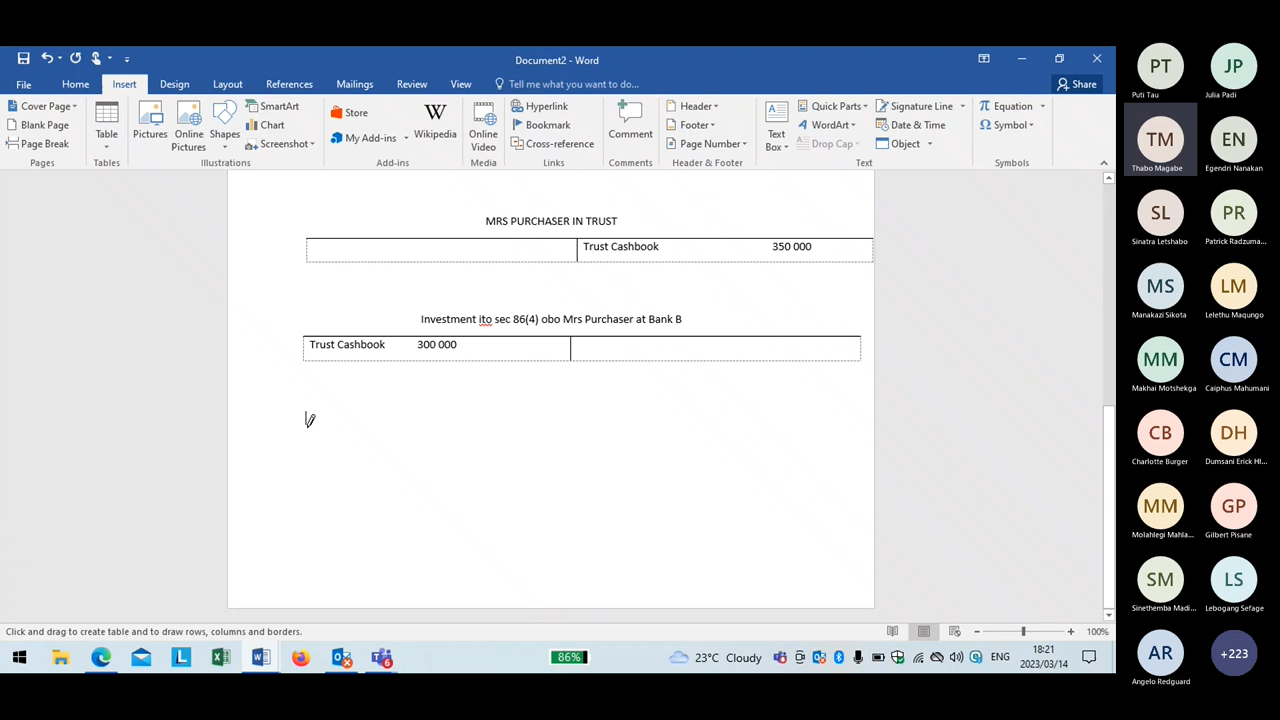 Document2 - Word
File Home Insert Design Layout References Mailings Review View Tell me what you want to do... Share
Cover Page
Blank Page
Page Break
Pages
Table
Tables
Pictures
Online Pictures
Shapes
SmartArt
Chart
Screenshot
Illustrations
Store
My Add-ins
Wikipedia
Add-ins
Online Video
Media
Hyperlink
Bookmark
Cross-reference
Links
Comment
Comments
Header
Footer
Page Number
Header & Footer
Text Box
Quick Parts
WordArt
Drop Cap
Signature Line
Date & Time
Object
Text
Equation
Symbol
Symbols
MRS PURCHASER IN TRUST
Trust Cashbook 350 000
Investment ito sec 86(4) obo Mrs Purchaser at Bank B
Trust Cashbook 300 000
Click and drag to create table and to draw rows, columns and borders.
100%
86%
23°C Cloudy
ENG
18:21
2023/03/14
PT
Puti Tau
JP
Julia Padi
TM
Thabo Magabe
EN
Egendri Nanakan
SL
Sinatra Letshabo
PR
Patrick Radzuma...
MS
Manakazi Sikota
LM
Lelethu Maqungo
MM
Makhai Motshekga
CM
Caiphus Mahumani
CB
Charlotte Burger
DH
Dumsani Erick Hl...
MM
Molahlegi Mahla...
GP
Gilbert Pisane
SM
Sinethemba Madi...
LS
Lebogang Sefage
AR
Angelo Redguard
+223